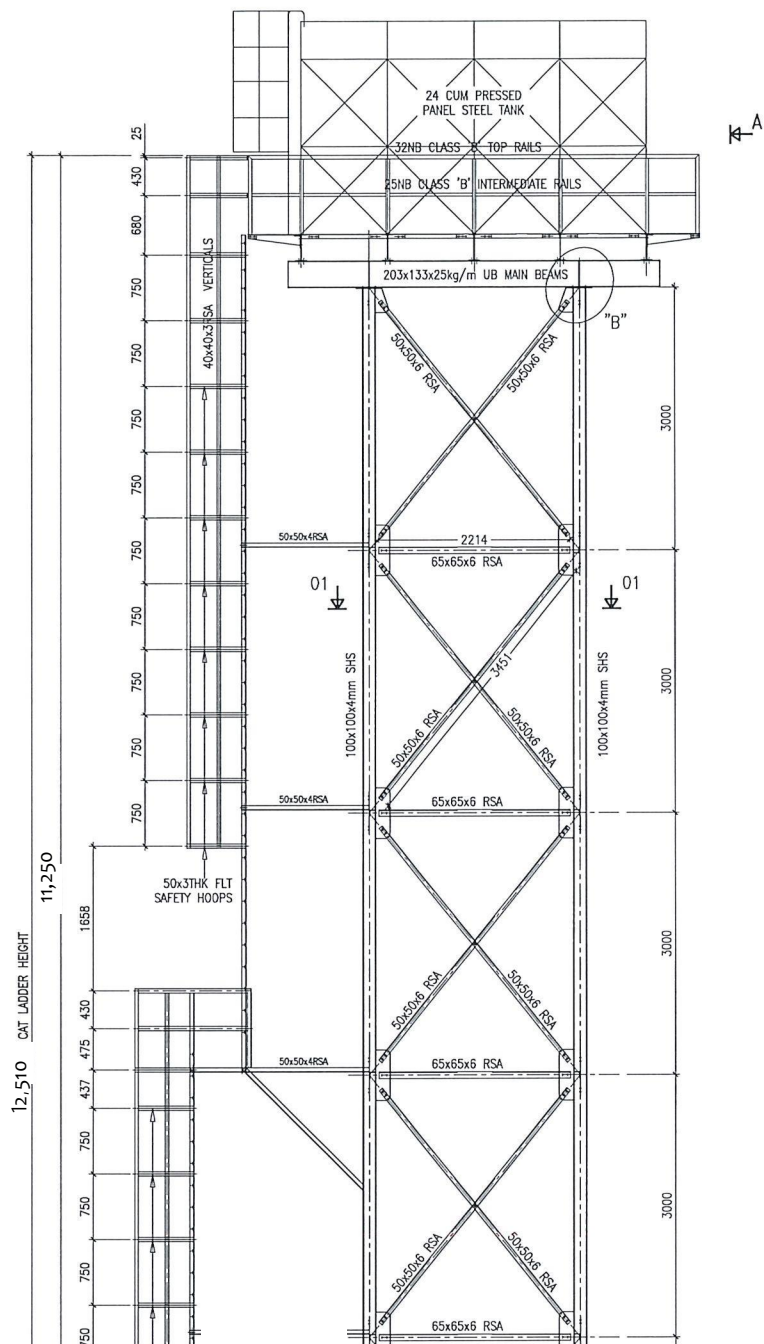 24 CUM PRESSED
PANEL STEEL TANK
A
32NB CLASS 'B' TOP RAILS
25NB CLASS 'B' INTERMEDIATE RAILS
203x133x25kg/m UB MAIN BEAMS
"B"
25
430
680
750
750
750
750
750
750
750
750
750
40x40x3RSA VERTICALS
50x50x6 RSA
50x50x6 RSA
3000
50x50x4RSA
2214
65x65x6 RSA
01
01
3451
100x100x4mm SHS
100x100x4mm SHS
50x50x6 RSA
50x50x6 RSA
3000
50x50x4RSA
65x65x6 RSA
50x3THK FLT
SAFETY HOOPS
11,250
1658
12,510 CAT LADDER HEIGHT
50x50x6 RSA
50x50x6 RSA
3000
430
475
437
50x50x4RSA
65x65x6 RSA
750
750
750
750
50x50x6 RSA
50x50x6 RSA
3000
65x65x6 RSA